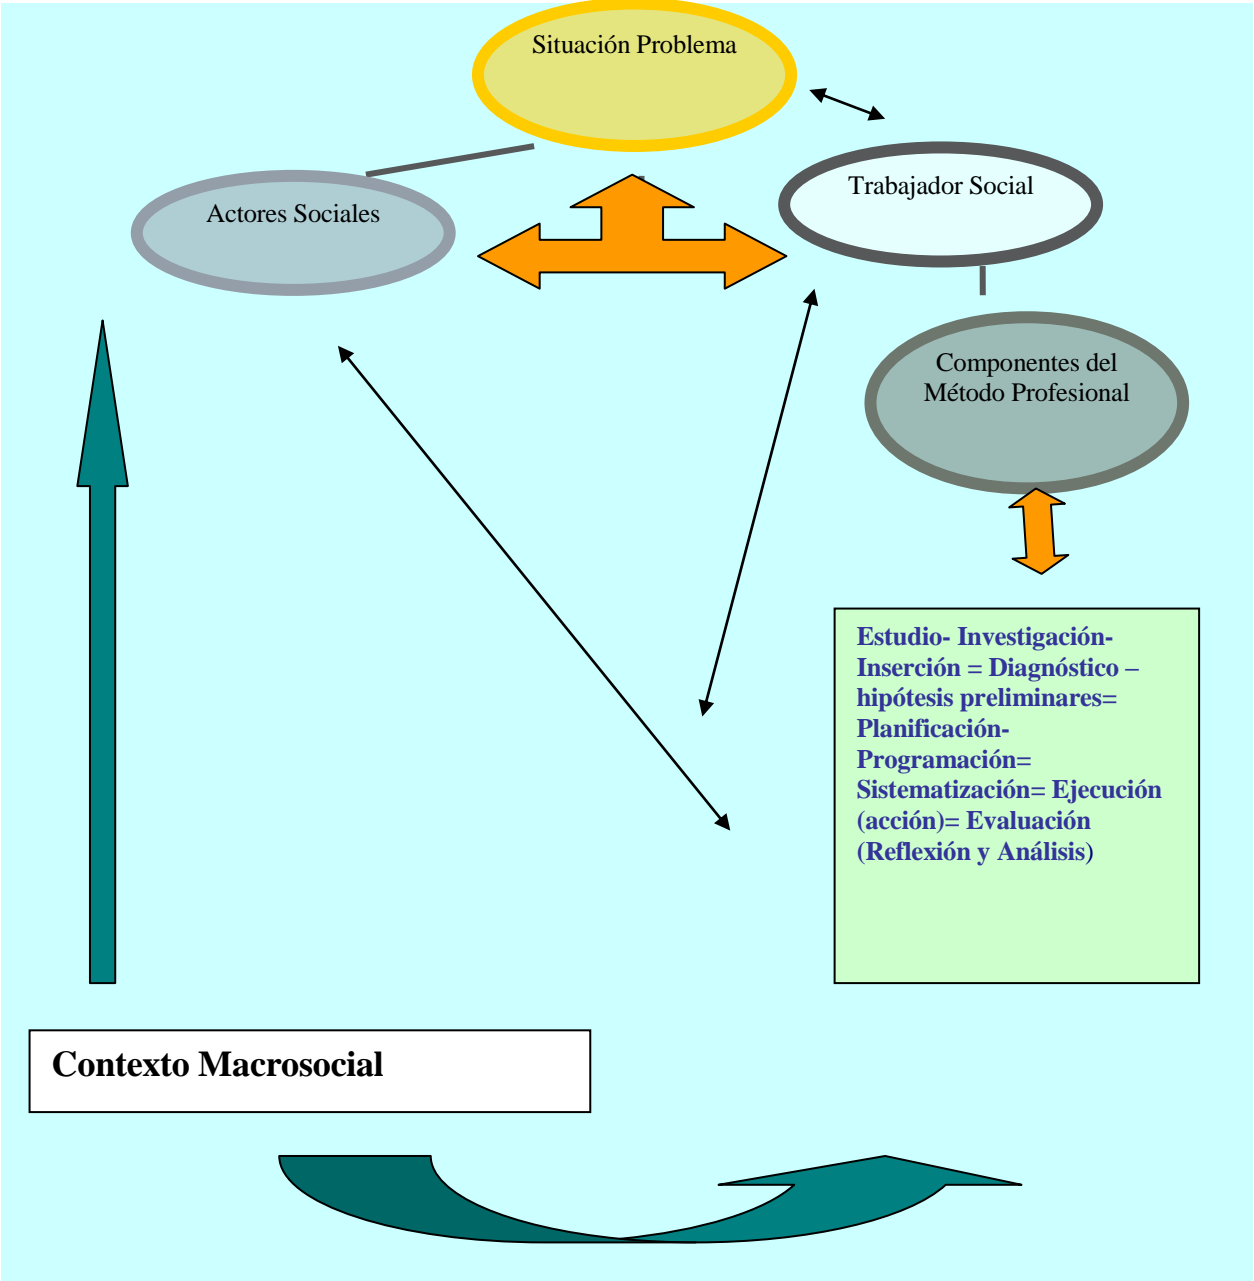 Situación Problema
Trabajador Social
Actores Sociales
Componentes del
Método Profesional
Estudio- Investigación-
Inserción = Diagnóstico –
hipótesis preliminares=
Planificación-
Programación=
Sistematización= Ejecución
(acción)= Evaluación
(Reflexión y Análisis)
Contexto Macrosocial